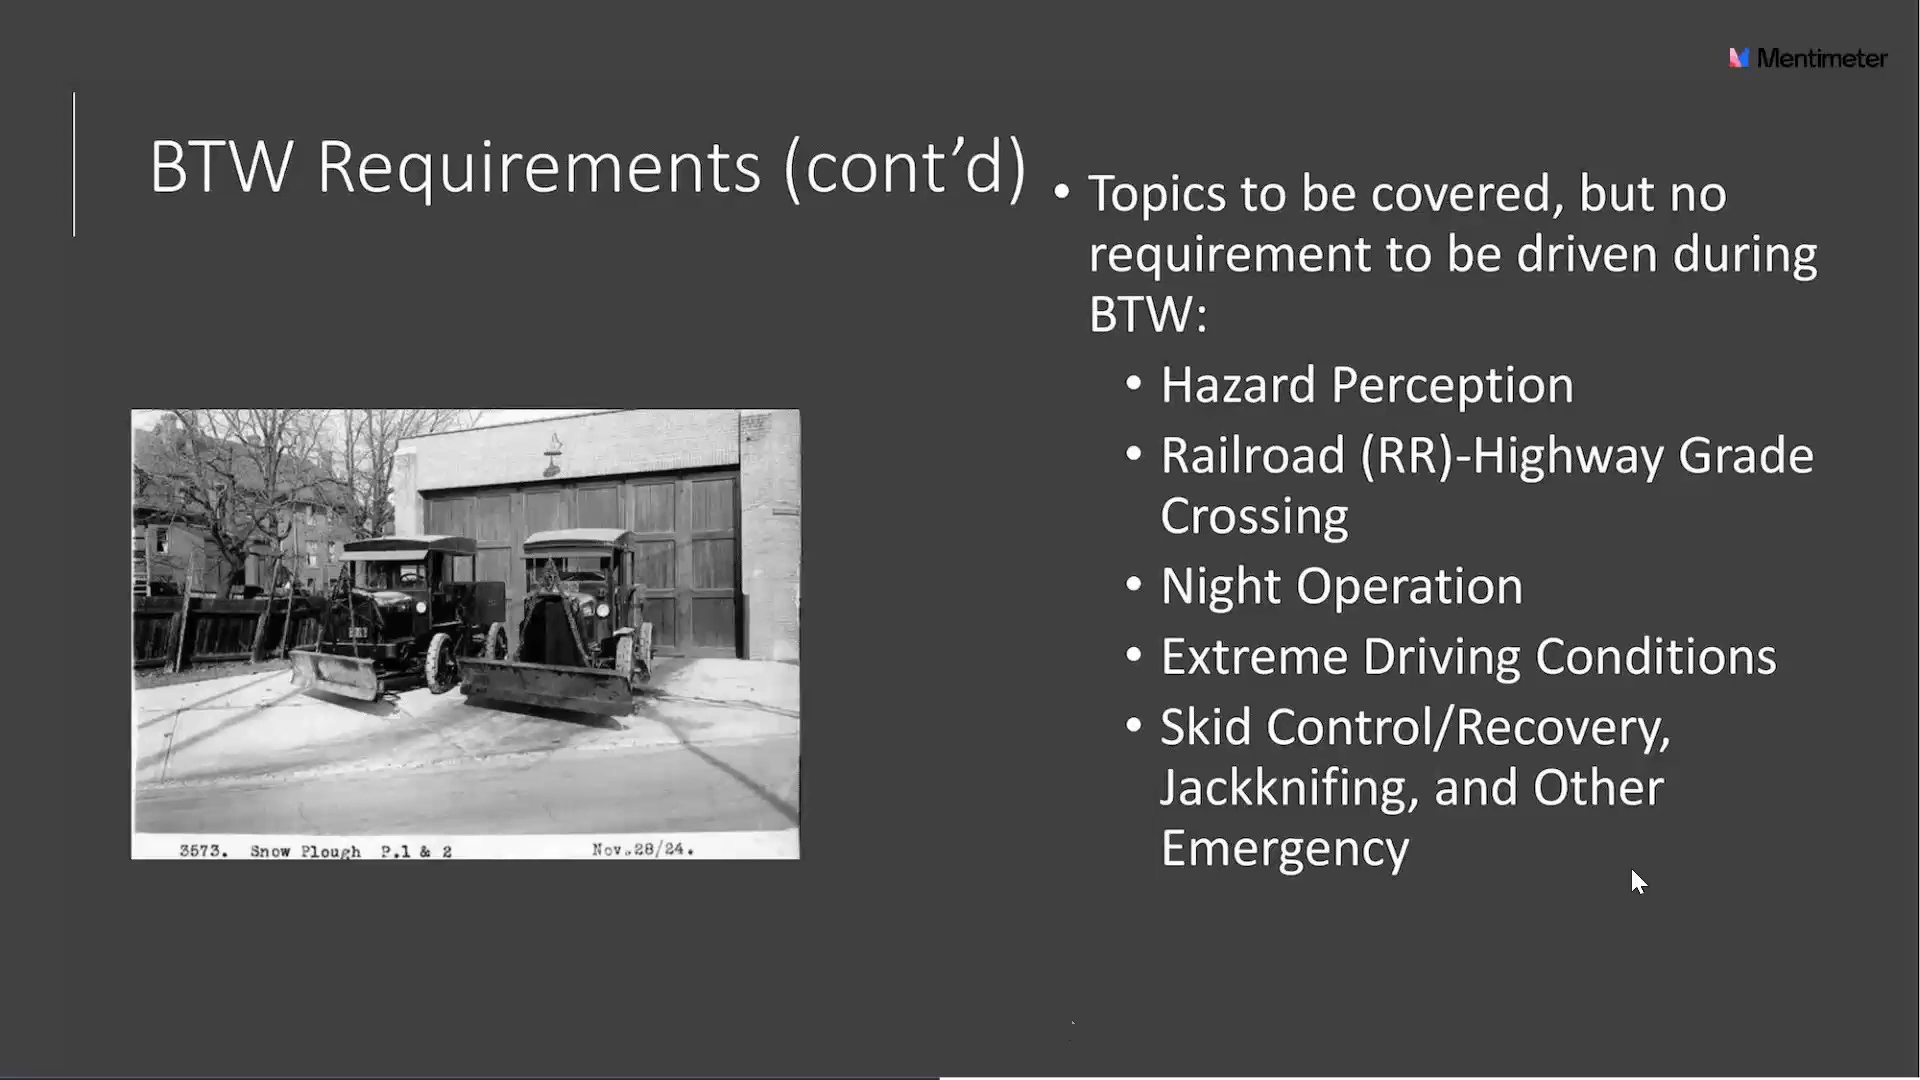 Mentimeter
BTW Requirements (cont’d)
• Topics to be covered, but no
requirement to be driven during
BTW:
• Hazard Perception
• Railroad (RR)-Highway Grade
Crossing
• Night Operation
• Extreme Driving Conditions
• Skid Control/Recovery,
Jackknifing, and Other
Emergency
3573. Snow Plough P.1 & 2 Nov.28/24.